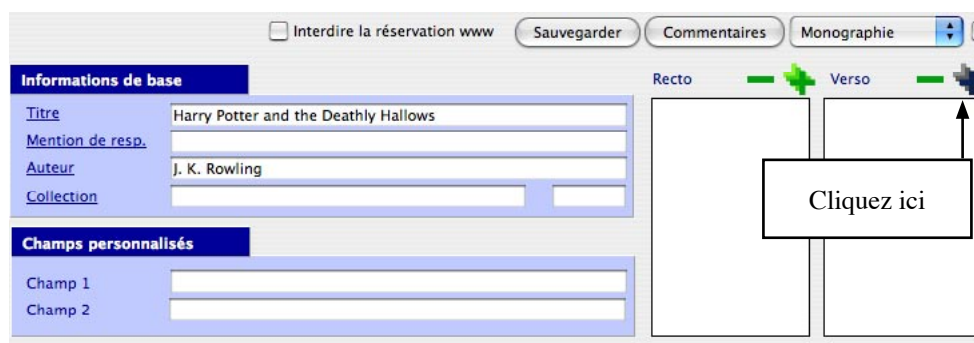 Interdire la réservation www Sauvegarder Commentaires Monographie
Informations de base Recto Verso
Titre Harry Potter and the Deathly Hallows
Mention de resp.
Auteur J. K. Rowling
Collection
Cliquez ici
Champs personnalisés
Champ 1
Champ 2